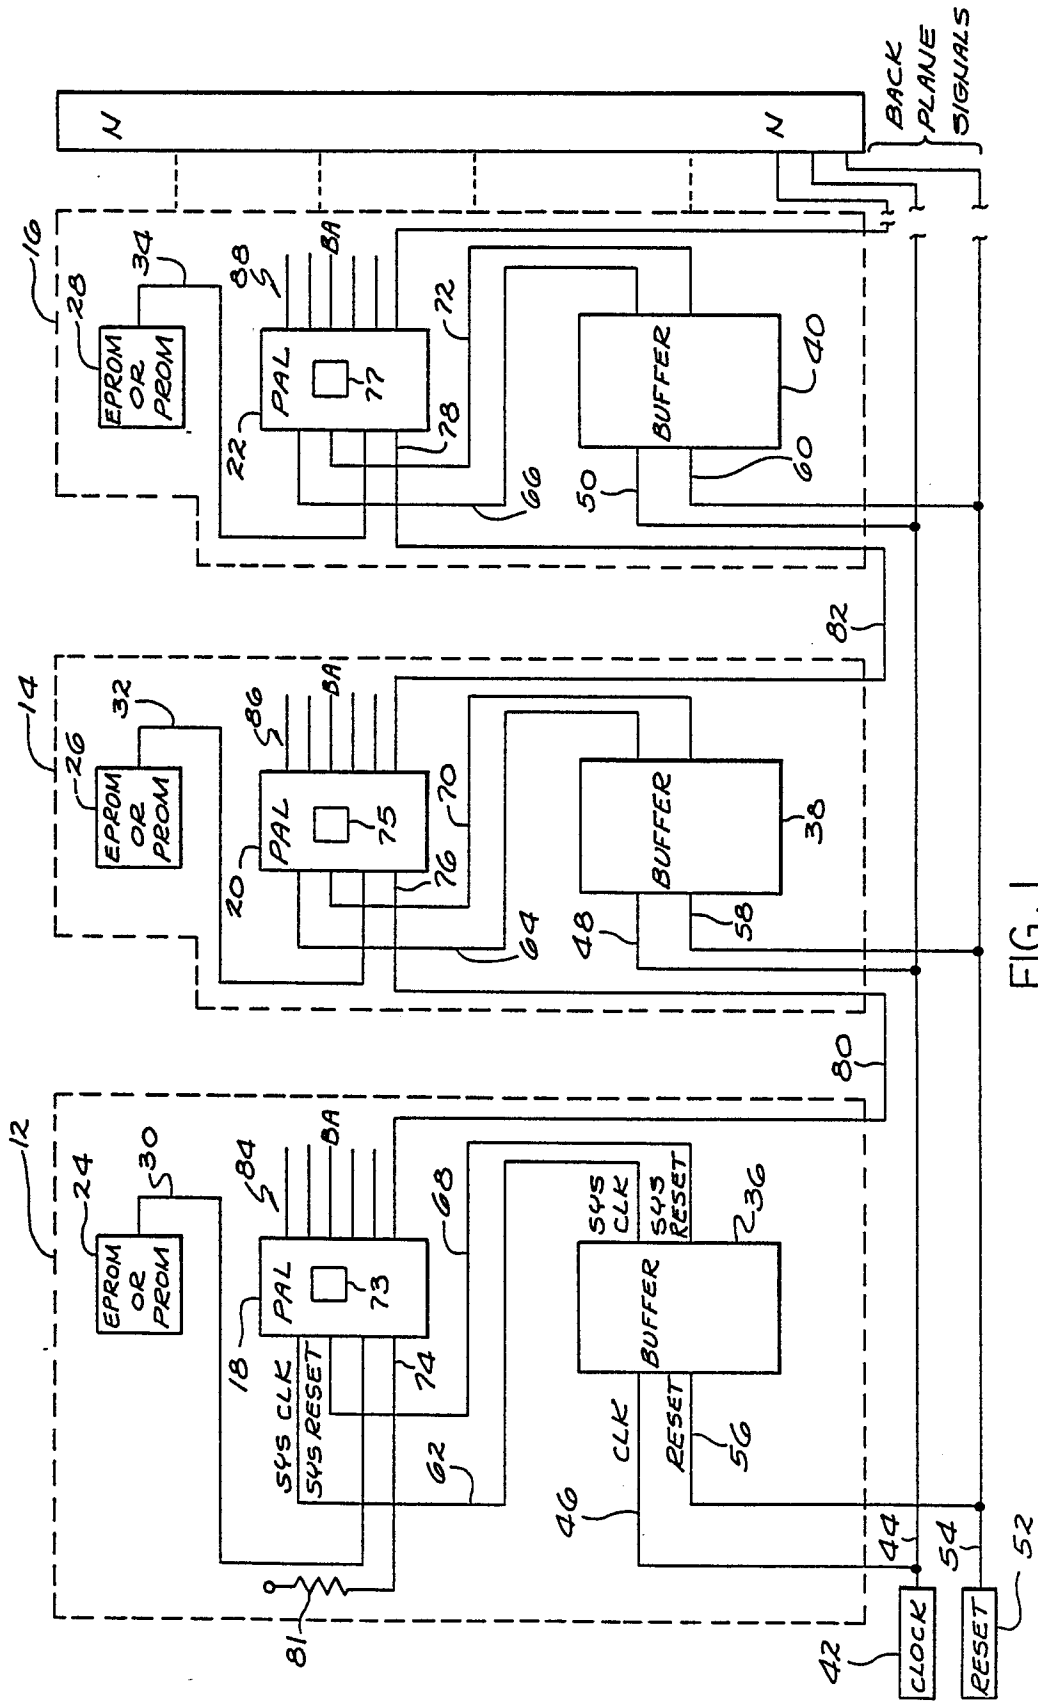 12
24
EPROM
OR
PROM
30
18
PAL
73
84
BA
SYS CLK
SYS RESET
74
62
68
81
SYS
CLK
SYS
RESET
BUFFER
36
CLK
RESET
46
56
42
CLOCK
44
RESET
54
52
80
14
26
EPROM
OR
PROM
32
20
PAL
75
86
BA
76
70
64
BUFFER
38
48
58
82
16
28
EPROM
OR
PROM
34
22
PAL
77
88
BA
78
72
66
BUFFER
40
50
60
N
N
BACK
PLANE
SIGNALS
FIG. 1